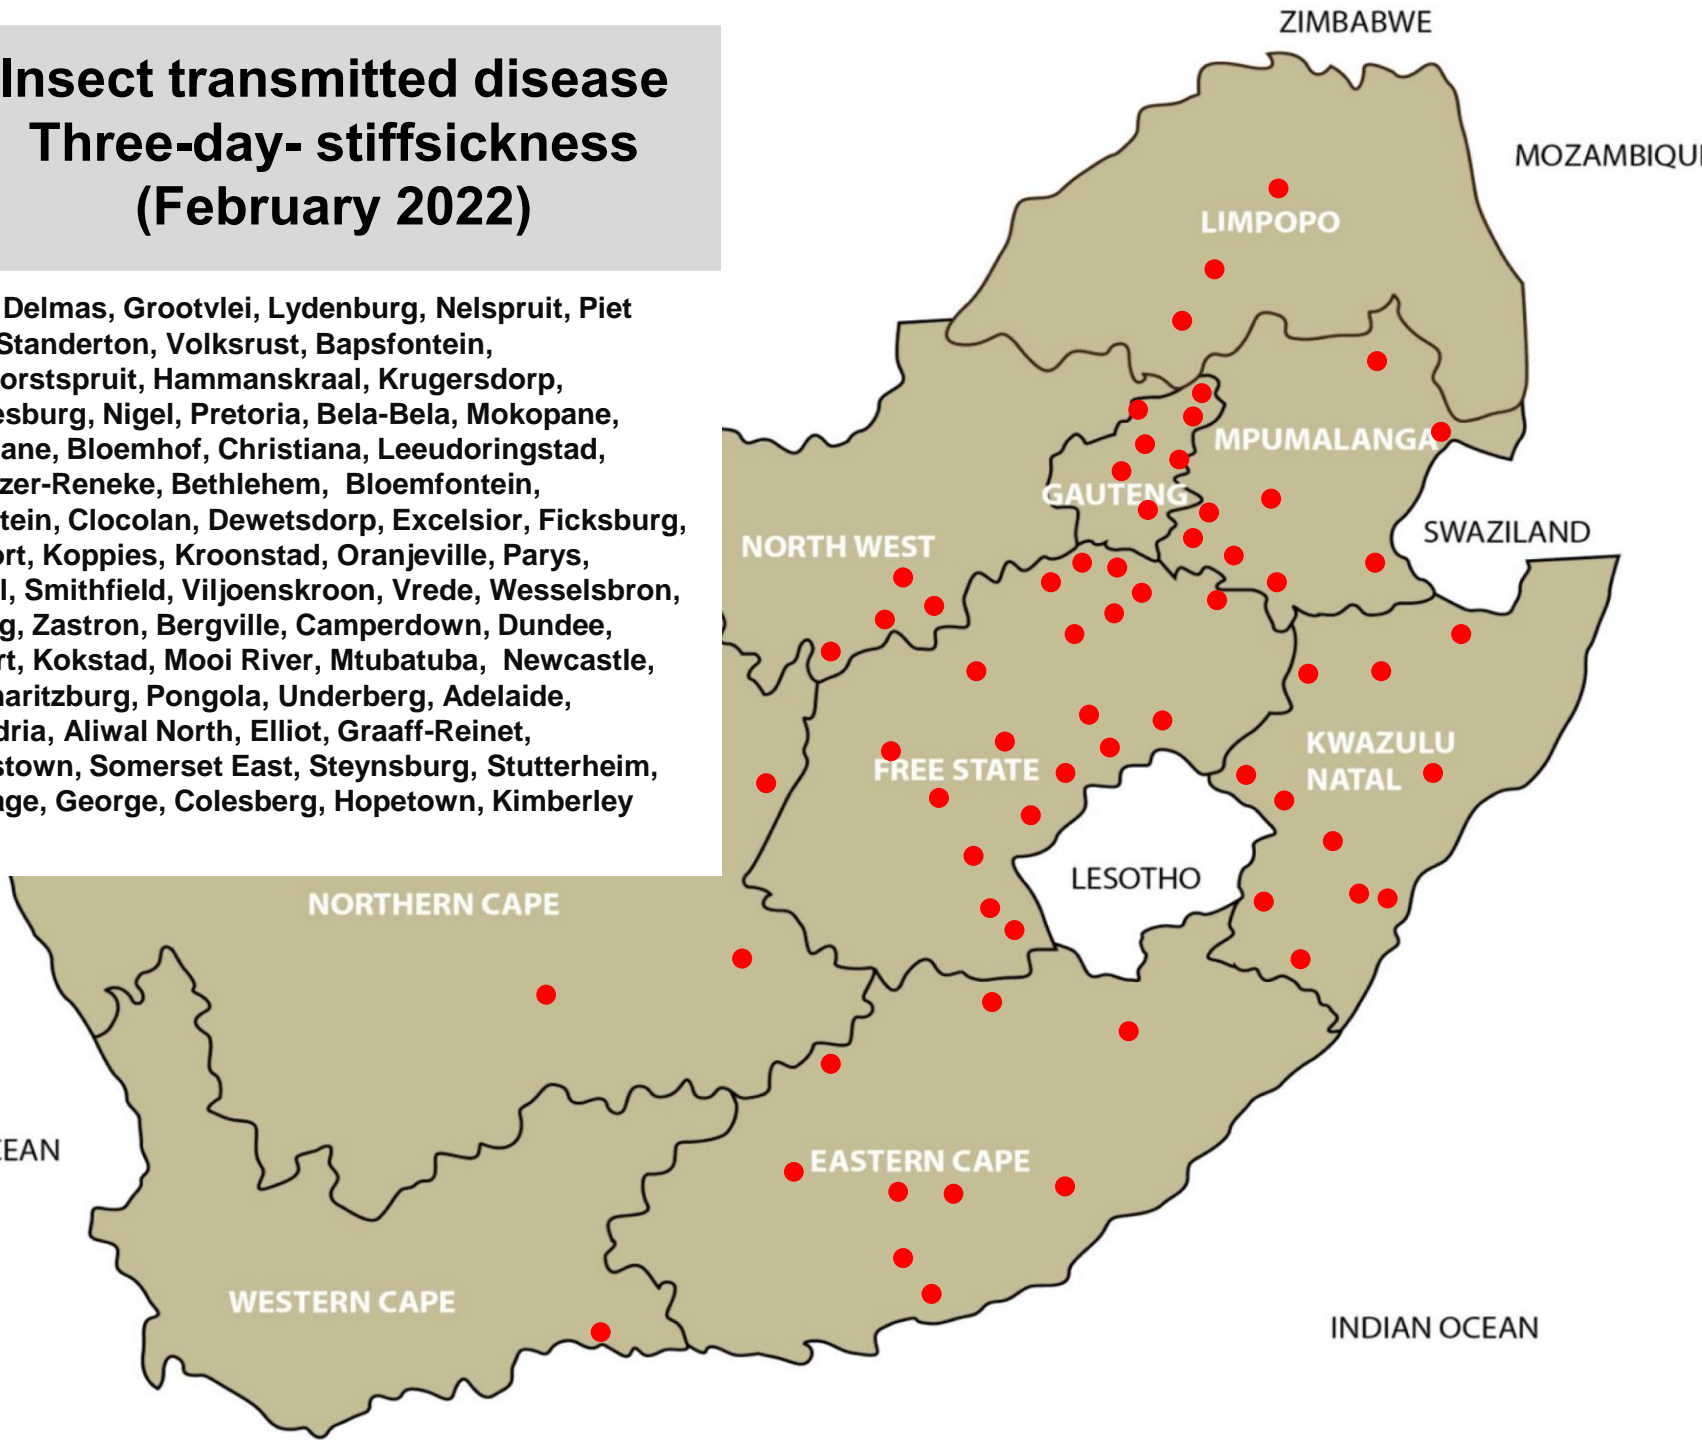 Insect transmitted disease
Three-day- stiffsickness
(February 2022)
Delmas, Grootvlei, Lydenburg, Nelspruit, Piet
Standerton, Volksrust, Bapsfontein,
orstspruit, Hammanskraal, Krugersdorp,
esburg, Nigel, Pretoria, Bela-Bela, Mokopane,
ane, Bloemhof, Christiana, Leeudoringstad,
zer-Reneke, Bethlehem, Bloemfontein,
tein, Clocolan, Dewetsdorp, Excelsior, Ficksburg,
ort, Koppies, Kroonstad, Oranjeville, Parys,
l, Smithfield, Viljoenskroon, Vrede, Wesselsbron,
g, Zastron, Bergville, Camperdown, Dundee,
rt, Kokstad, Mooi River, Mtubatuba, Newcastle,
aritzburg, Pongola, Underberg, Adelaide,
dria, Aliwal North, Elliot, Graaff-Reinet,
stown, Somerset East, Steynsburg, Stutterheim,
age, George, Colesberg, Hopetown, Kimberley
ZIMBABWE
MOZAMBIQU
LIMPOPO
MPUMALANGA
GAUTENG
SWAZILAND
NORTH WEST
KWAZULU
NATAL
FREE STATE
LESOTHO
NORTHERN CAPE
EAN
EASTERN CAPE
WESTERN CAPE
INDIAN OCEAN